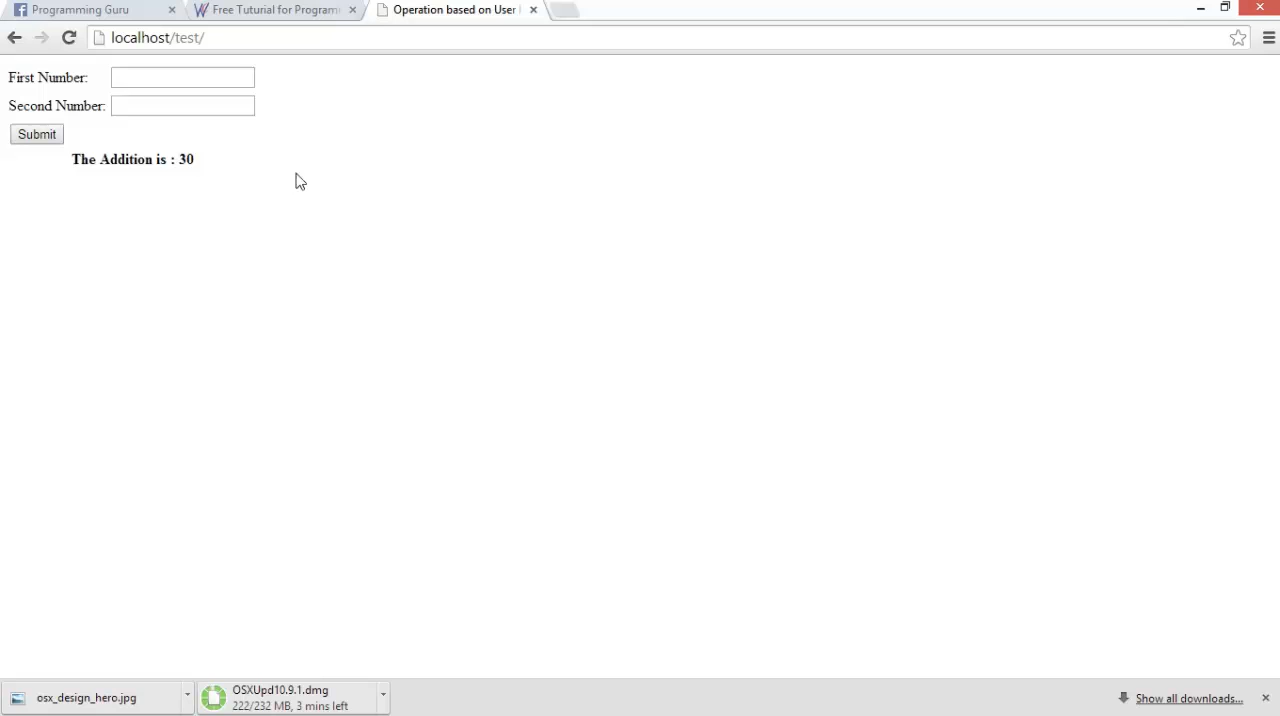 Programming Guru
Free Tuturial for Program
Operation based on User
localhost/test/
First Number:
Second Number:
Submit
The Addition is : 30
osx_design_hero.jpg
OSXUpd10.9.1.dmg
222/232 MB, 3 mins left
Show all downloads...